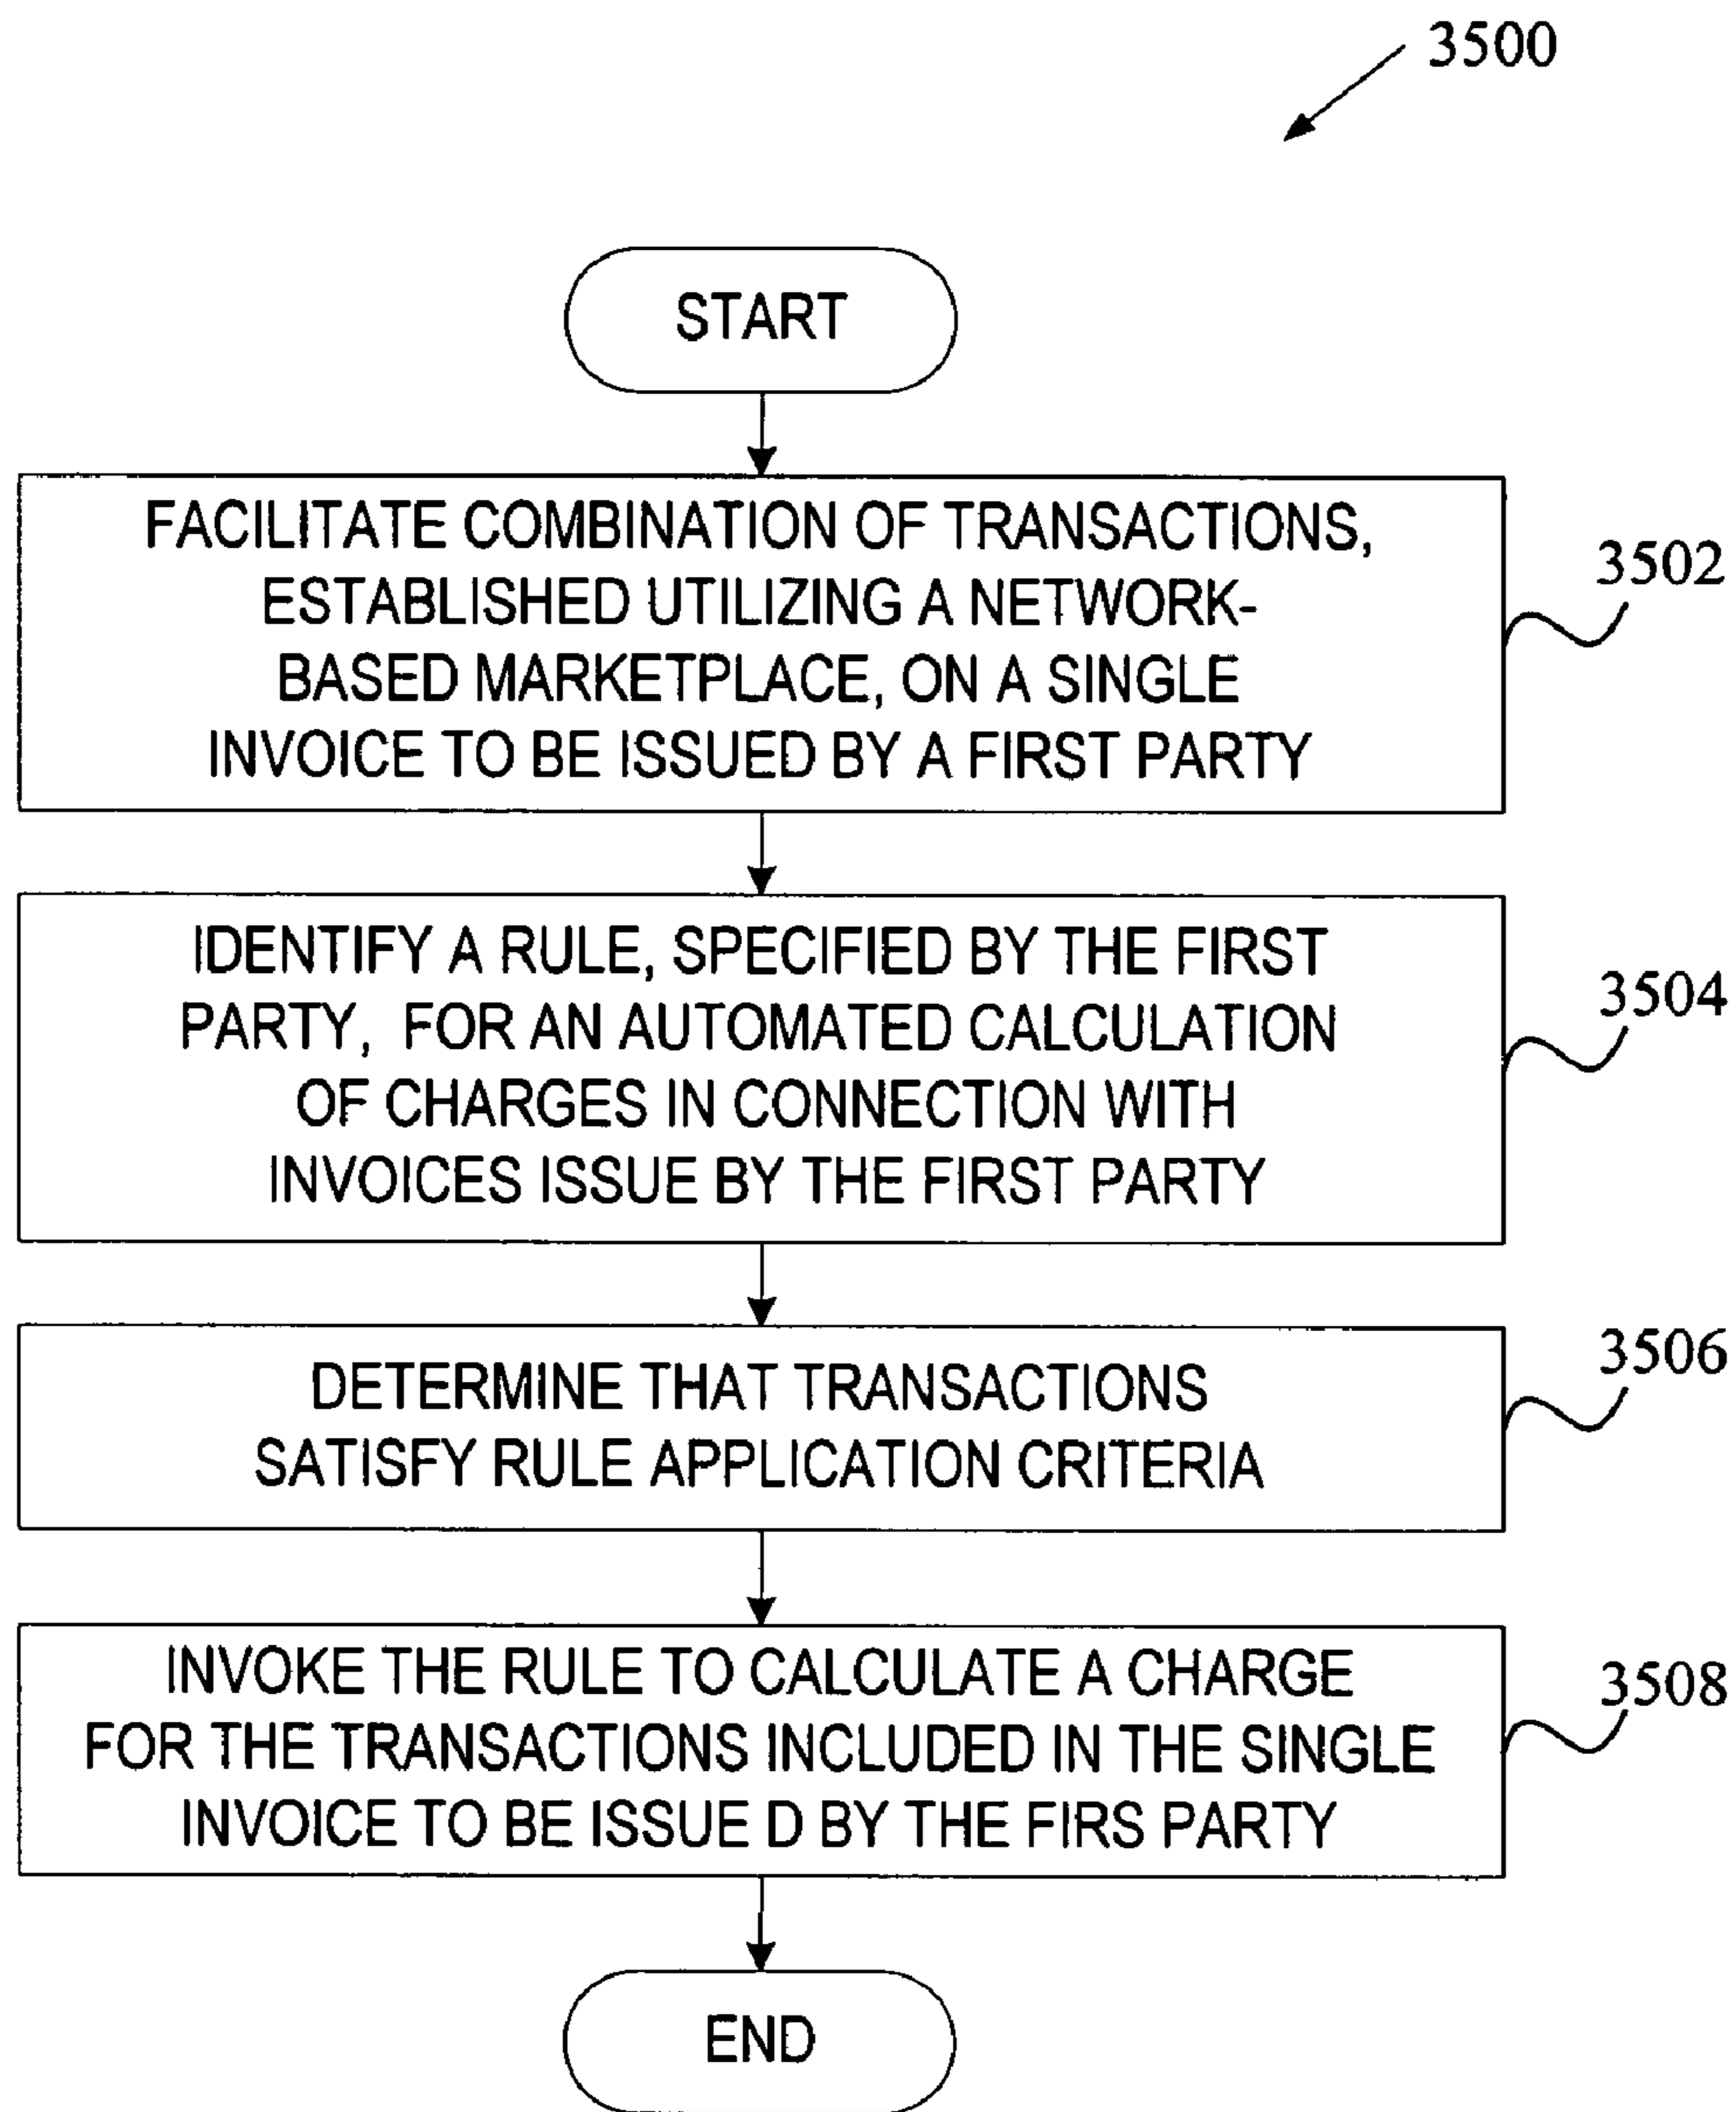 3500
START
FACILITATE COMBINATION OF TRANSACTIONS,
ESTABLISHED UTILIZING A NETWORK-
BASED MARKETPLACE, ON A SINGLE
INVOICE TO BE ISSUED BY A FIRST PARTY
3502
IDENTIFY A RULE, SPECIFIED BY THE FIRST
PARTY, FOR AN AUTOMATED CALCULATION
OF CHARGES IN CONNECTION WITH
INVOICES ISSUE BY THE FIRST PARTY
3504
DETERMINE THAT TRANSACTIONS
SATISFY RULE APPLICATION CRITERIA
3506
INVOKE THE RULE TO CALCULATE A CHARGE
FOR THE TRANSACTIONS INCLUDED IN THE SINGLE
INVOICE TO BE ISSUE D BY THE FIRS PARTY
3508
END